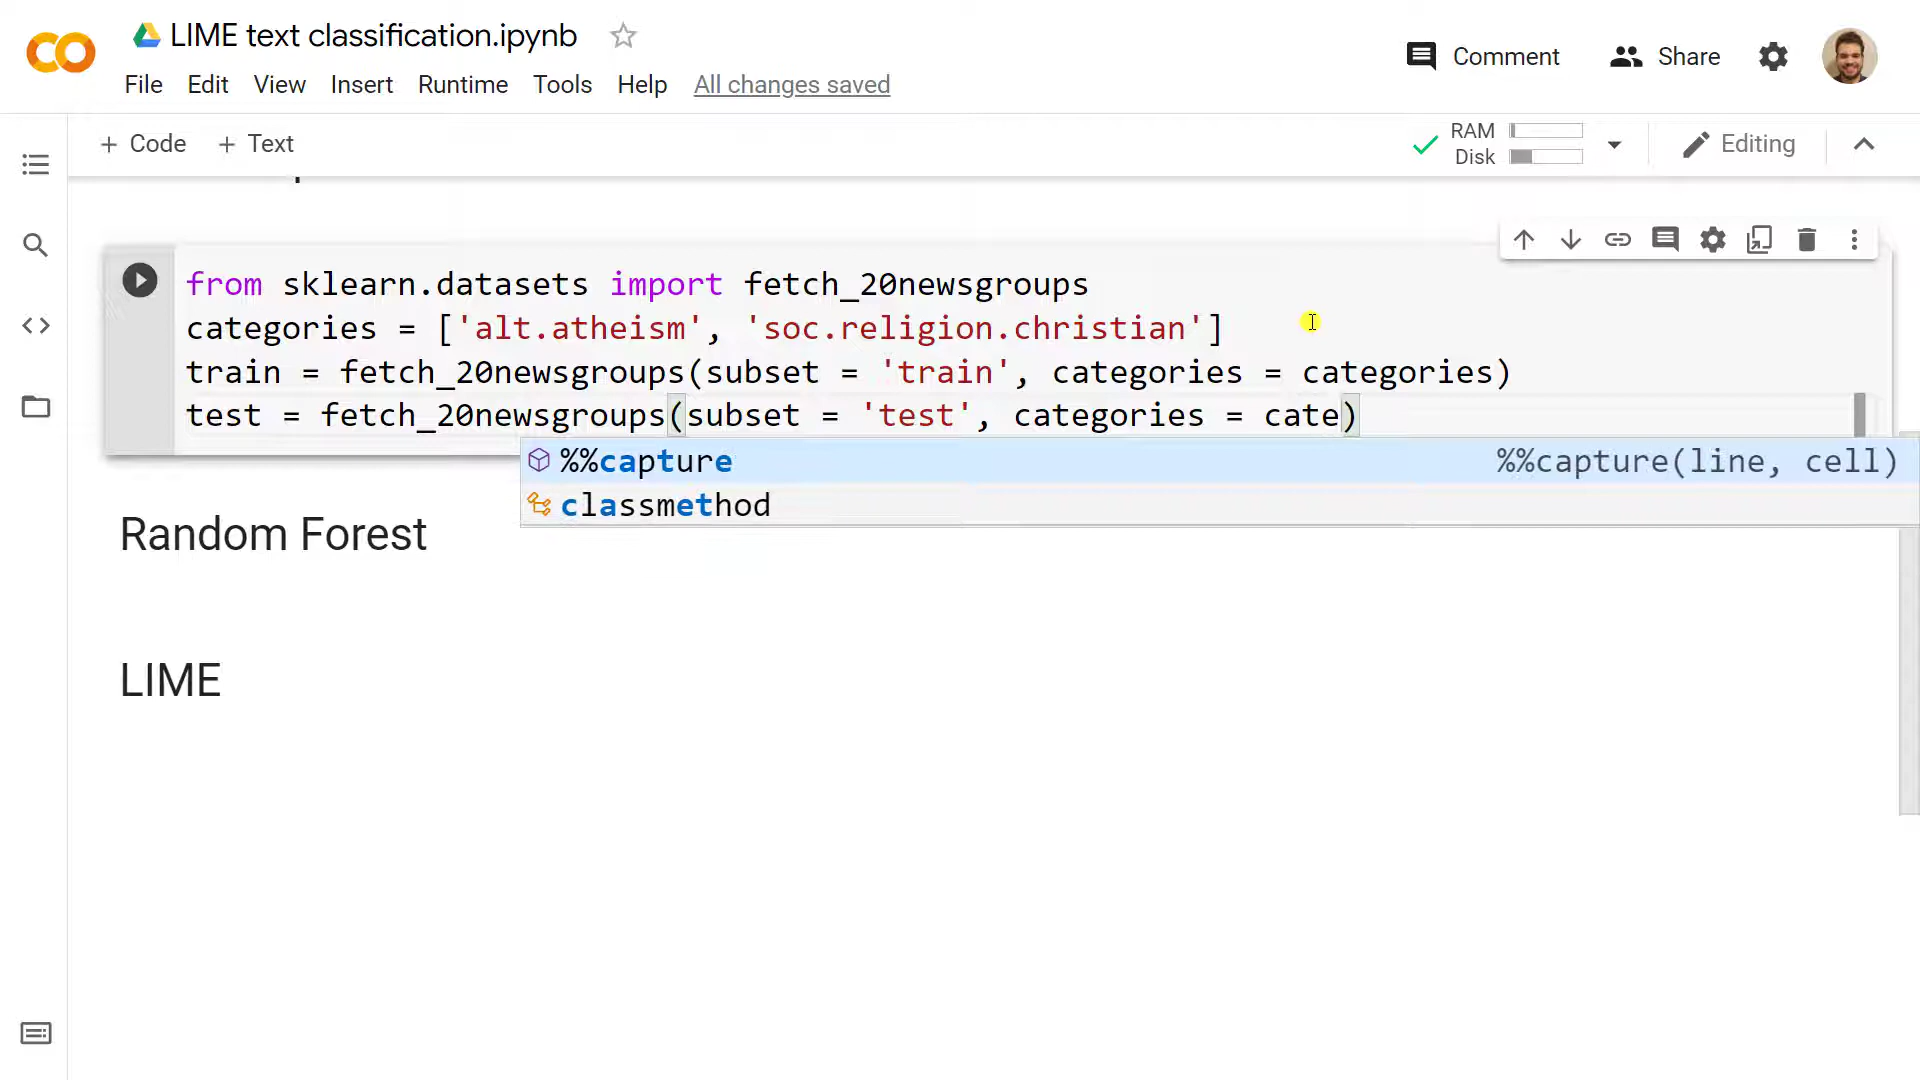 LIME text classification.ipynb
Comment
Share
File Edit View Insert Runtime Tools Help All changes saved
+ Code + Text
RAM
Disk
Editing
from sklearn.datasets import fetch_20newsgroups
categories = ['alt.atheism', 'soc.religion.christian']
train = fetch_20newsgroups(subset = 'train', categories = categories)
test = fetch_20newsgroups(subset = 'test', categories = cate)
%%capture %%capture(line, cell)
classmethod
Random Forest
LIME